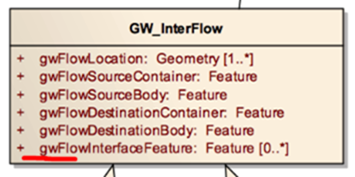 GW_InterFlow
+ gwFlowLocation: Geometry [1..*]
+ gwFlowSourceContainer: Feature
+ gwFlowSourceBody: Feature
+ gwFlowDestinationContainer: Feature
+ gwFlowDestinationBody: Feature
+ gwFlowInterfaceFeature: Feature [0..*]